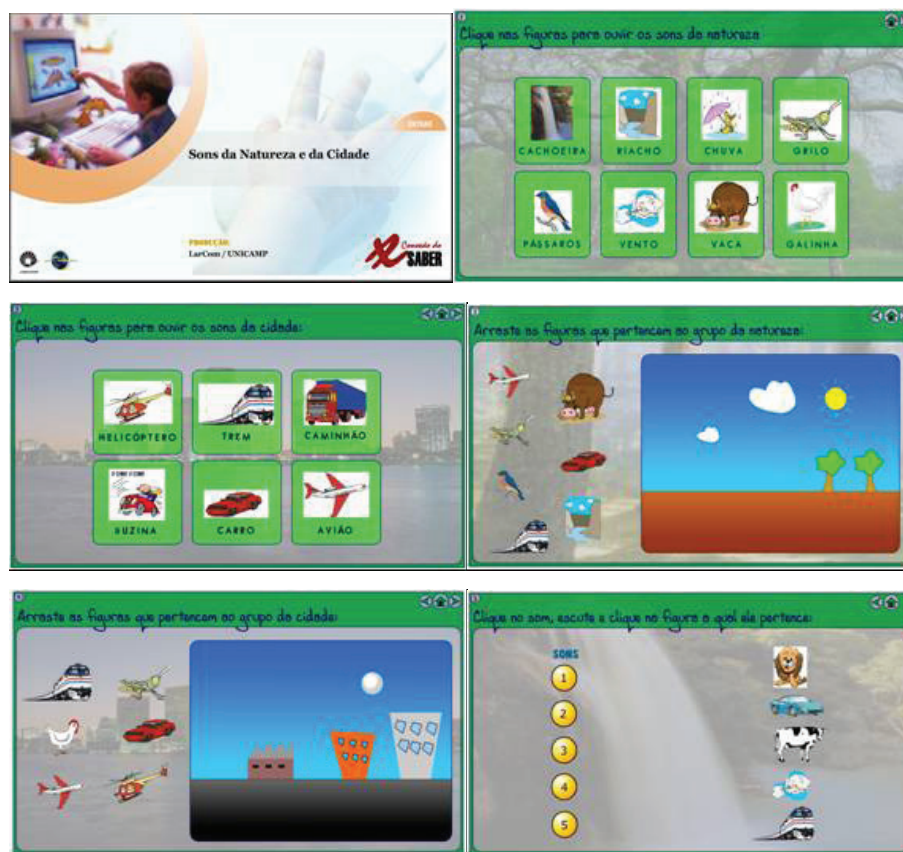 ENTRAR
Sons da Natureza e da Cidade
PRODUÇÃO:
LarCom / UNICAMP
Conexão do
SABER
Clique nas figuras para ouvir os sons da natureza
CACHOEIRA
RIACHO
CHUVA
GRILO
PÁSSAROS
VENTO
VACA
GALINHA
Clique nas figuras para ouvir os sons da cidade:
HELICÓPTERO
TREM
CAMINHÃO
BUZINA
CARRO
AVIÃO
Arraste as figuras que pertencem ao grupo da natureza:
Arraste as figuras que pertencem ao grupo da cidade:
Clique no som, escute e clique na figura a qual ele pertence:
SONS
1
2
3
4
5